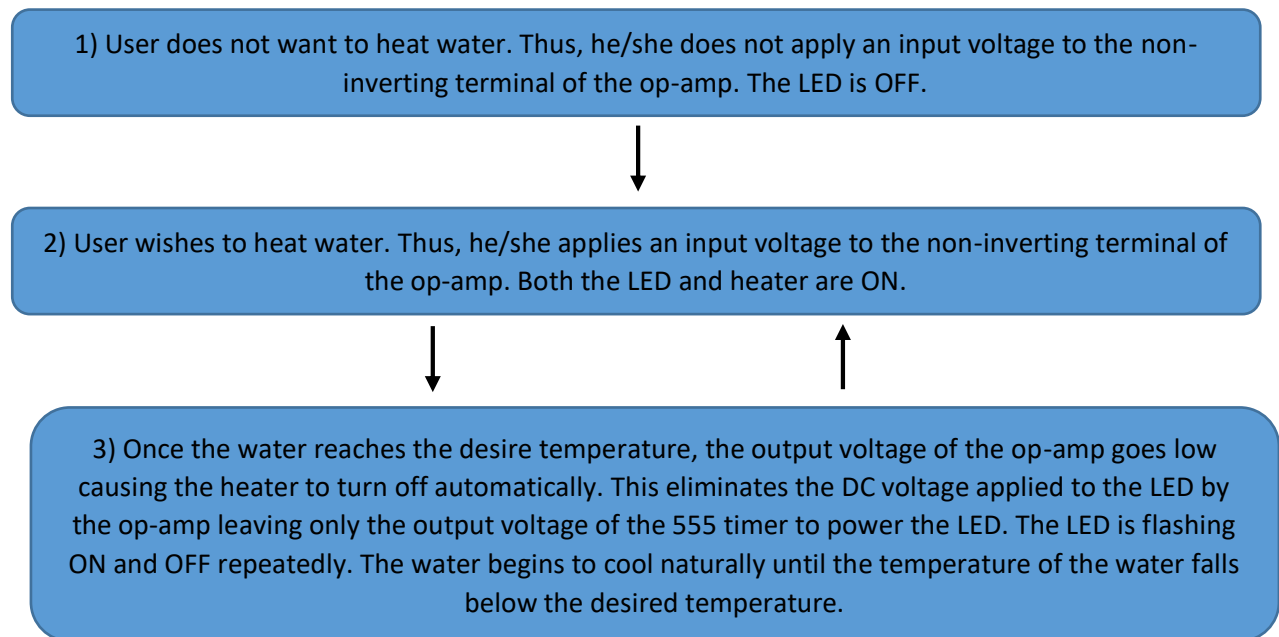 1) User does not want to heat water. Thus, he/she does not apply an input voltage to the non-
inverting terminal of the op-amp. The LED is OFF.
2) User wishes to heat water. Thus, he/she applies an input voltage to the non-inverting terminal of
the op-amp. Both the LED and heater are ON.
3) Once the water reaches the desire temperature, the output voltage of the op-amp goes low
causing the heater to turn off automatically. This eliminates the DC voltage applied to the LED by
the op-amp leaving only the output voltage of the 555 timer to power the LED. The LED is flashing
ON and OFF repeatedly. The water begins to cool naturally until the temperature of the water falls
below the desired temperature.